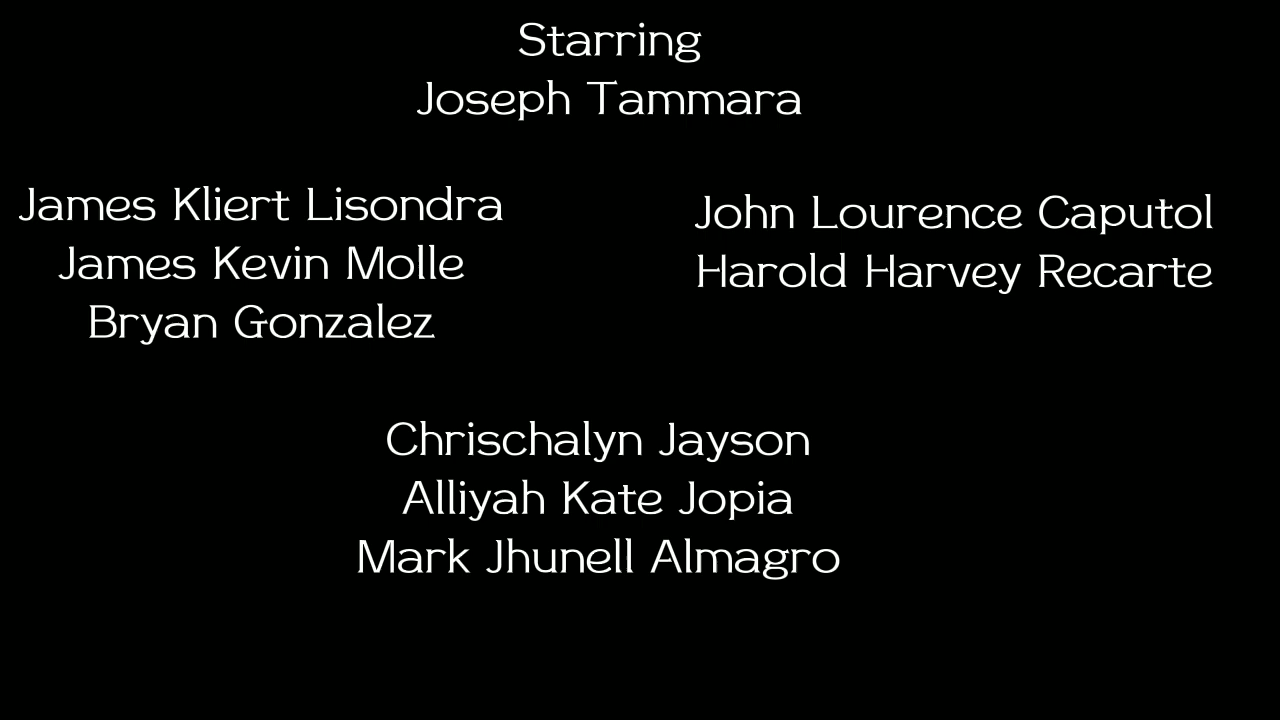 Starring
Joseph Tammara
James Kliert Lisondra
James Kevin Molle
Bryan Gonzalez
John Lourence Caputol
Harold Harvey Recarte
Chrischalyn Jayson
Alliyah Kate Jopia
Mark Jhunell Almagro